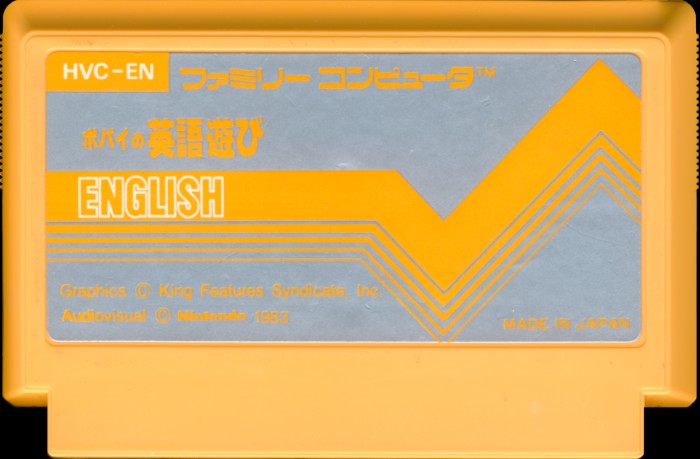 HVC-EN ファミリー コンピュータ™
ポパイの英語遊び
ENGLISH
Graphics © King Features Syndicate, Inc.
Audiovisual © Nintendo 1983
MADE IN JAPAN